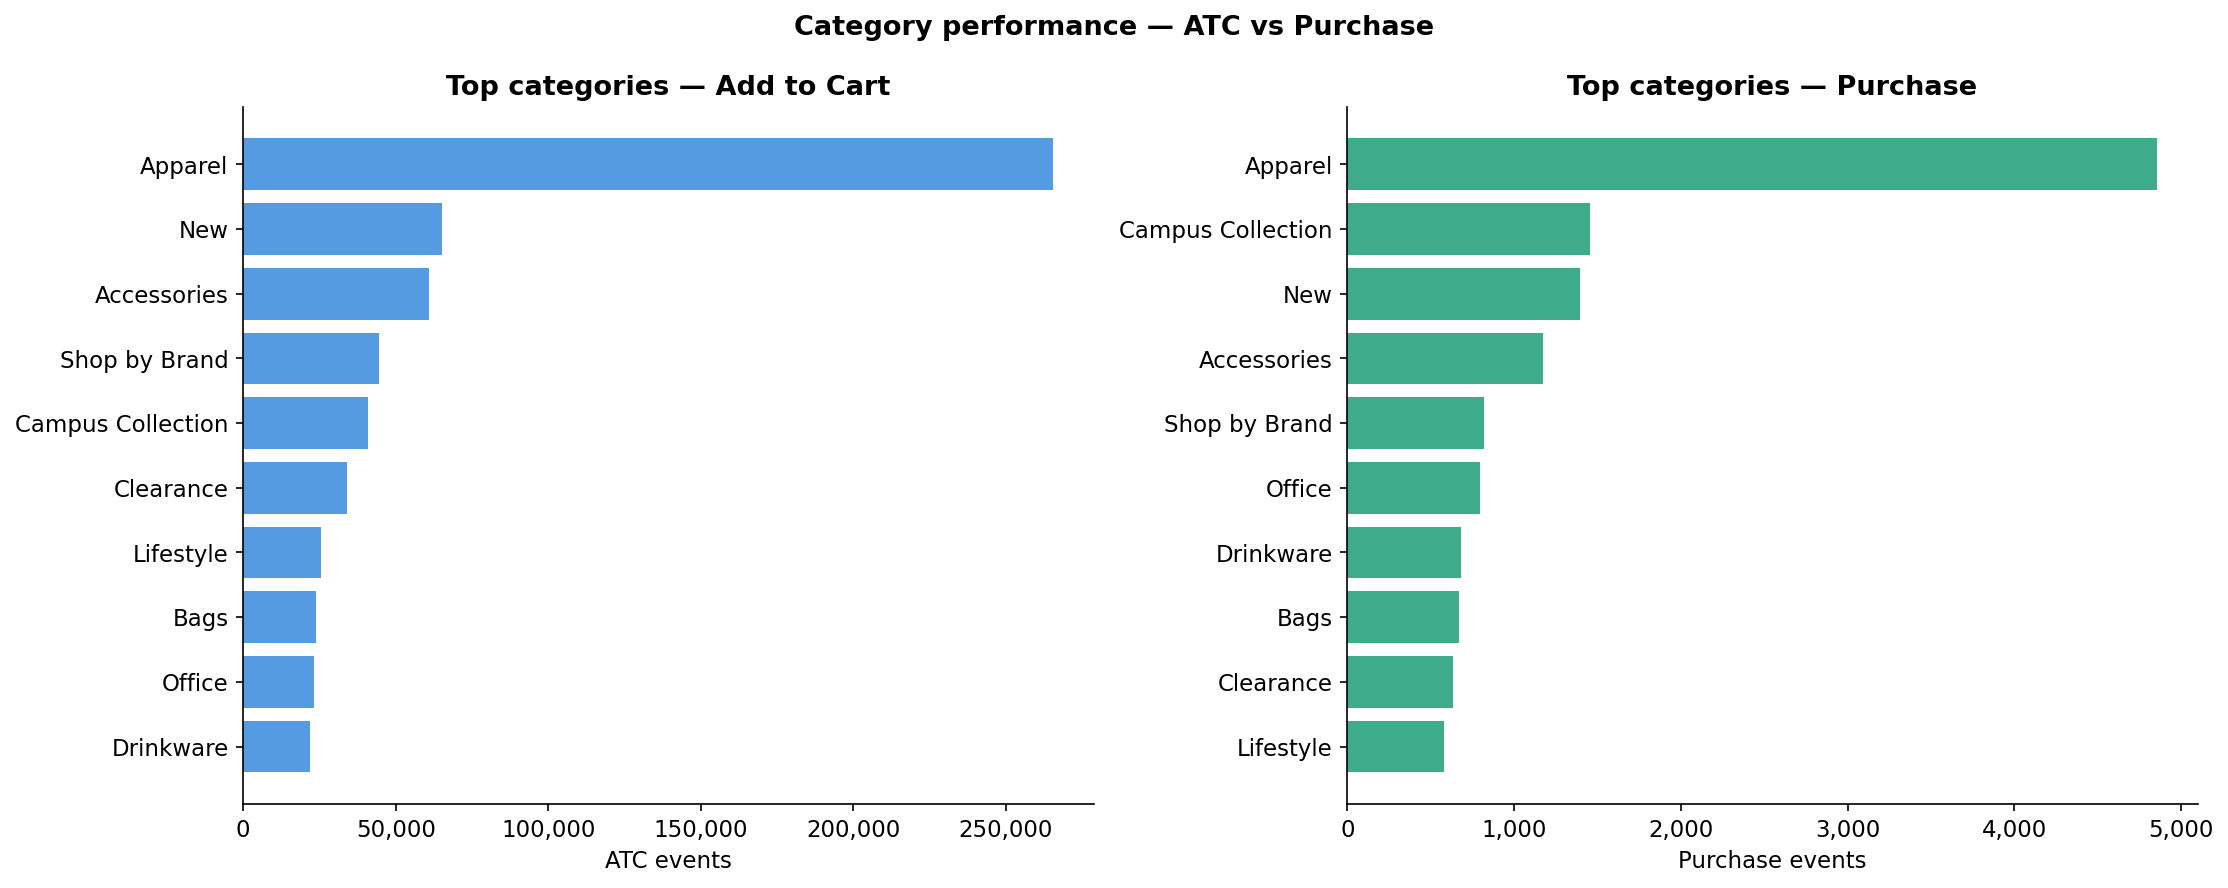 Category performance — ATC vs Purchase
Top categories — Add to Cart
Apparel
New
Accessories
Shop by Brand
Campus Collection
Clearance
Lifestyle
Bags
Office
Drinkware
0 50,000 100,000 150,000 200,000 250,000
ATC events
Top categories — Purchase
Apparel
Campus Collection
New
Accessories
Shop by Brand
Office
Drinkware
Bags
Clearance
Lifestyle
0 1,000 2,000 3,000 4,000 5,000
Purchase events